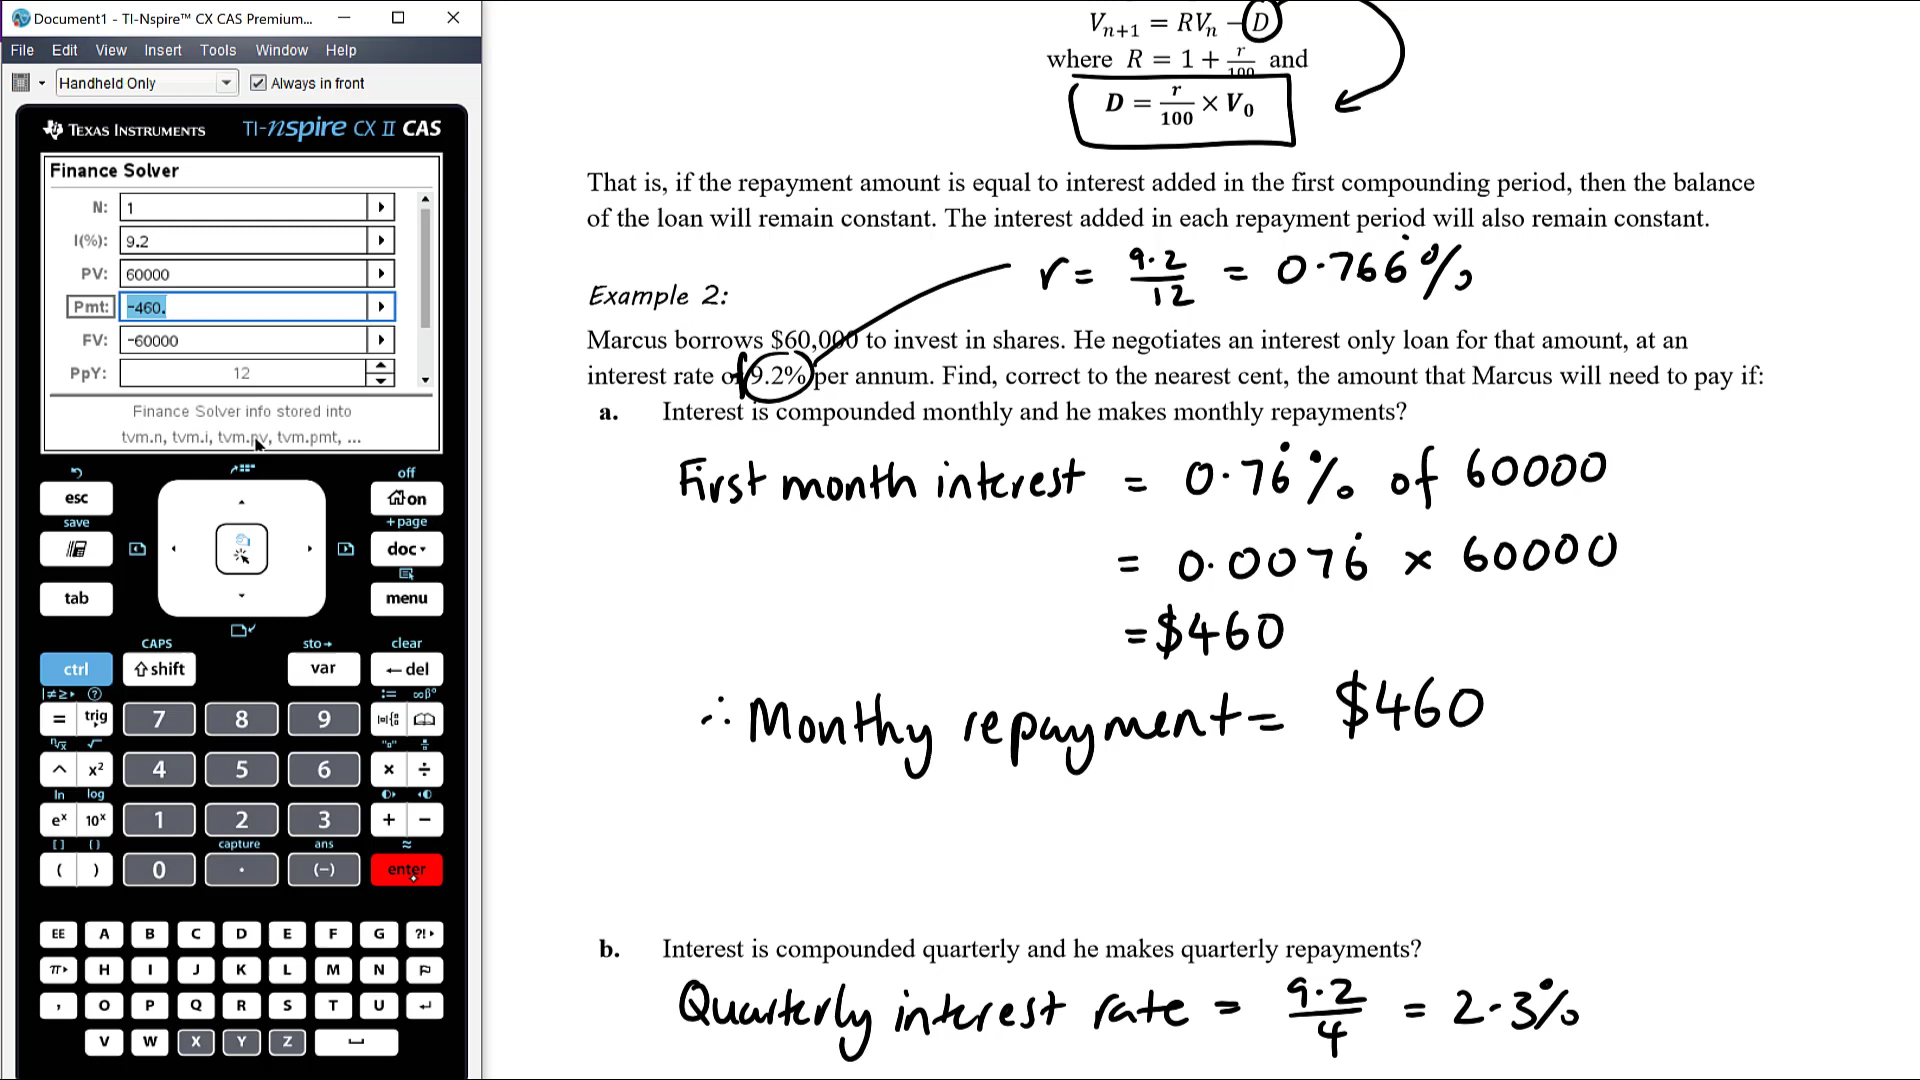 Document1 - TI-Nspire™ CX CAS Premium...
File Edit View Insert Tools Window Help
Handheld Only
Always in front
TEXAS INSTRUMENTS TI-nspire CX II CAS
Finance Solver
N: 1
I(%): 9.2
PV: 60000
Pmt: -460.
FV: -60000
PpY: 12
Finance Solver info stored into
tvm.n, tvm.i, tvm.pv, tvm.pmt, ...
off
esc on
save +page
doc
tab menu
CAPS sto→ clear
ctrl ⇧shift var ←del
|≠≥▸ ? := ∞β°
= trig 7 8 9
ⁿ√x √
^ x² 4 5 6 × ÷
ln log
eˣ 10ˣ 1 2 3 + −
[ ] { } capture ans ≈
( ) 0 . (−) enter
EE A B C D E F G ?!▸
π▸ H I J K L M N
, O P Q R S T U ↵
V W X Y Z
Vₙ₊₁ = RVₙ − D
where R = 1 + r/100 and
D = r/100 × V₀
That is, if the repayment amount is equal to interest added in the first compounding period, then the balance
of the loan will remain constant. The interest added in each repayment period will also remain constant.
r = 9.2/12 = 0.766̇%
Example 2:
Marcus borrows $60,000 to invest in shares. He negotiates an interest only loan for that amount, at an
interest rate of 9.2% per annum. Find, correct to the nearest cent, the amount that Marcus will need to pay if:
a. Interest is compounded monthly and he makes monthly repayments?
First month interest = 0.76̇% of 60000
= 0.0076̇ × 60000
= $460
∴ Monthy repayment = $460
b. Interest is compounded quarterly and he makes quarterly repayments?
Quarterly interest rate = 9.2/4 = 2.3%